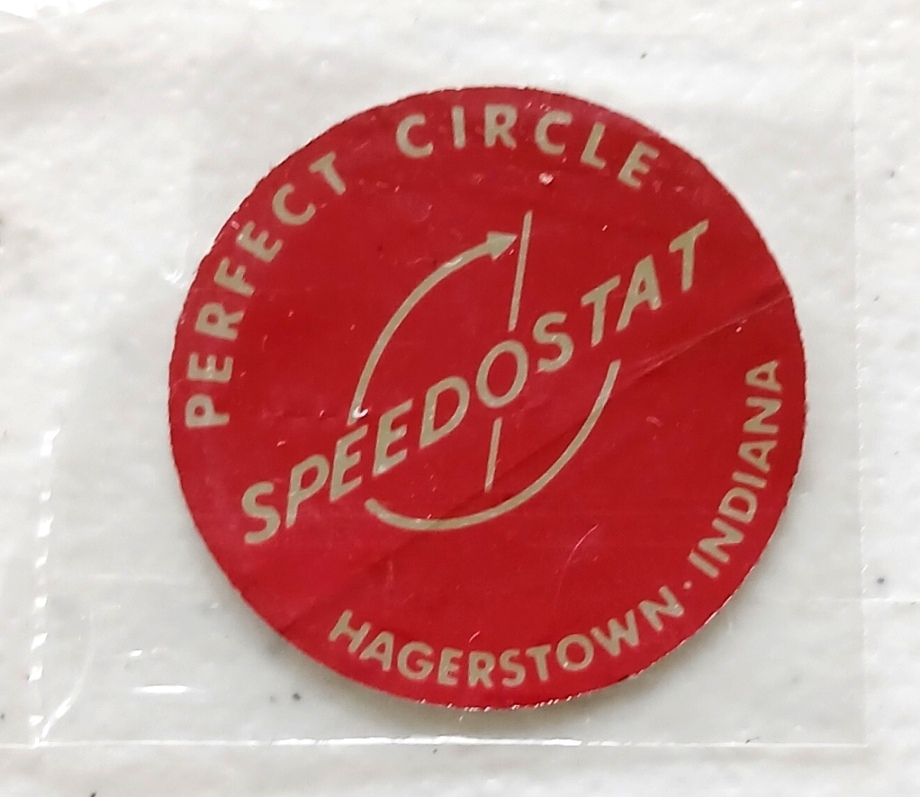 PERFECT CIRCLE
SPEEDOSTAT
HAGERSTOWN · INDIANA